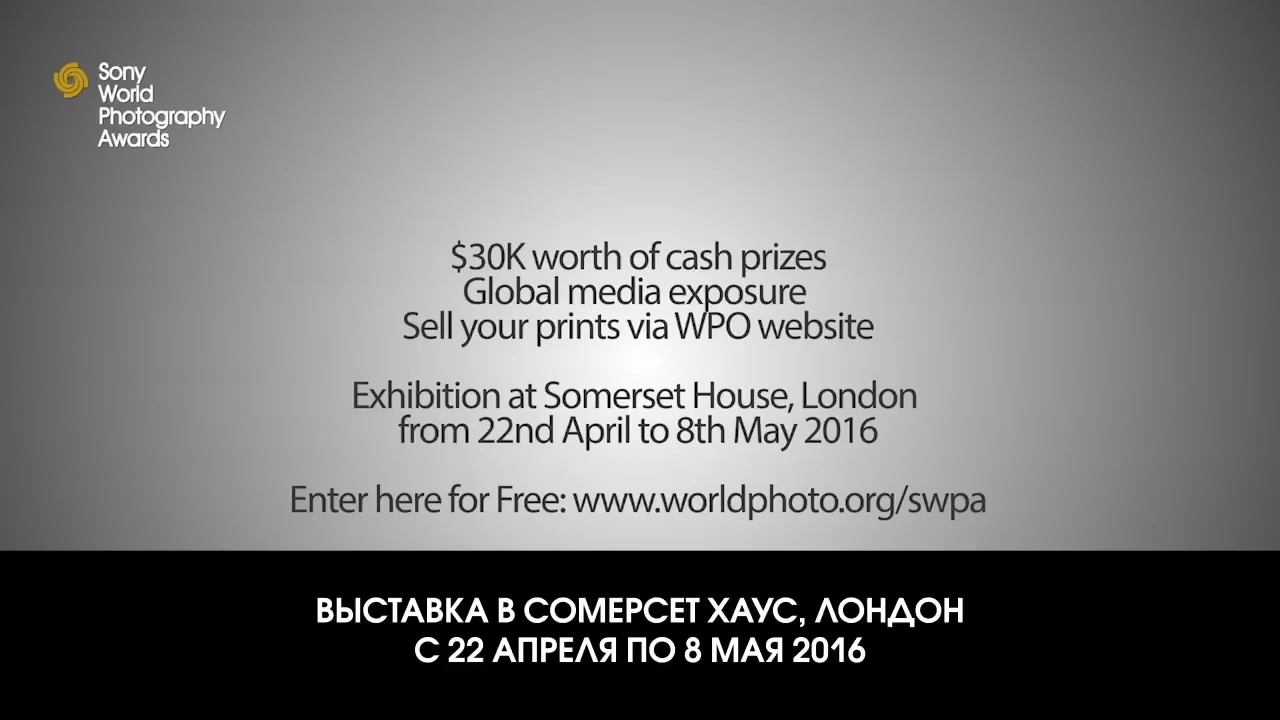 Sony
World
Photography
Awards
$30K worth of cash prizes
Global media exposure
Sell your prints via WPO website
Exhibition at Somerset House, London
from 22nd April to 8th May 2016
Enter here for Free: www.worldphoto.org/swpa
ВЫСТАВКА В СОМЕРСЕТ ХАУС, ЛОНДОН
С 22 АПРЕЛЯ ПО 8 МАЯ 2016